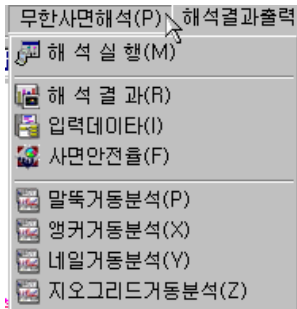 무한사면해석(P) 해석결과출력
해 석 실 행(M)
해 석 결 과(R)
입력데이타(I)
사면안전율(F)
말뚝거동분석(P)
앵커거동분석(X)
네일거동분석(Y)
지오그리드거동분석(Z)